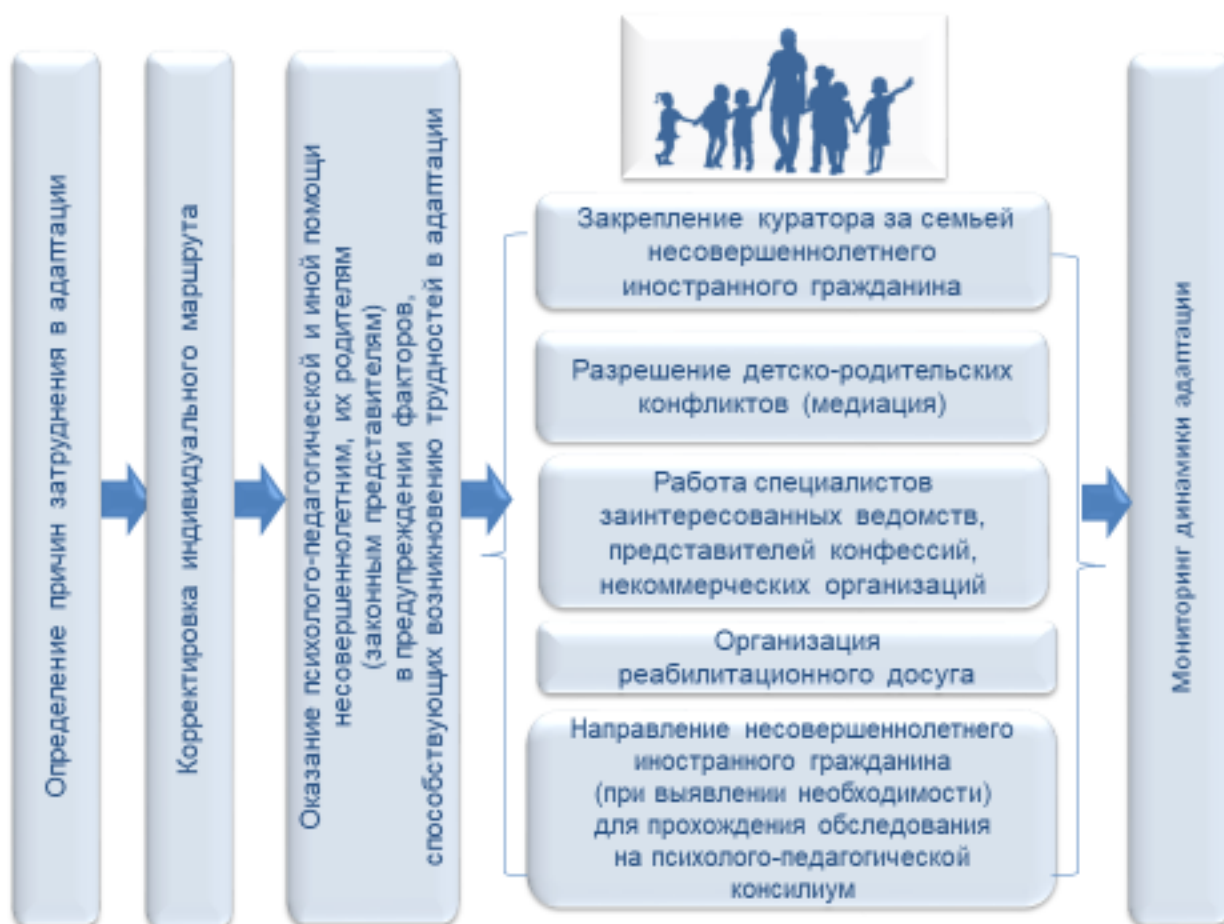 Определение причин затруднения в адаптации
Корректировка индивидуального маршрута
Оказание психолого-педагогической и иной помощи
несовершеннолетним, их родителям
(законным представителям)
в предупреждении факторов,
способствующих возникновению трудностей в адаптации
Закрепление куратора за семьей
несовершеннолетнего
иностранного гражданина
Разрешение детско-родительских
конфликтов (медиация)
Работа специалистов
заинтересованных ведомств,
представителей конфессий,
некоммерческих организаций
Организация
реабилитационного досуга
Направление несовершеннолетнего
иностранного гражданина
(при выявлении необходимости)
для прохождения обследования
на психолого-педагогической
консилиум
Мониторинг динамики адаптации